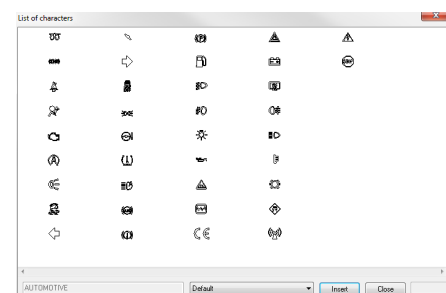 List of characters
AUTOMOTIVE
Default
Insert
Close